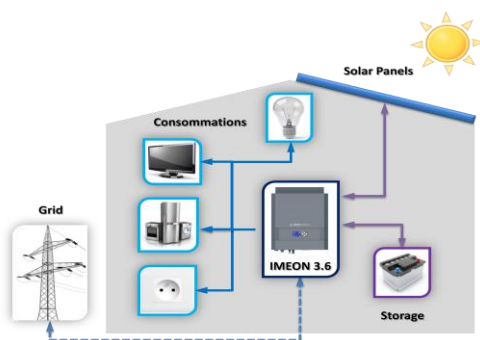 Solar Panels
Consommations
Grid
IMEON 3.6
Storage